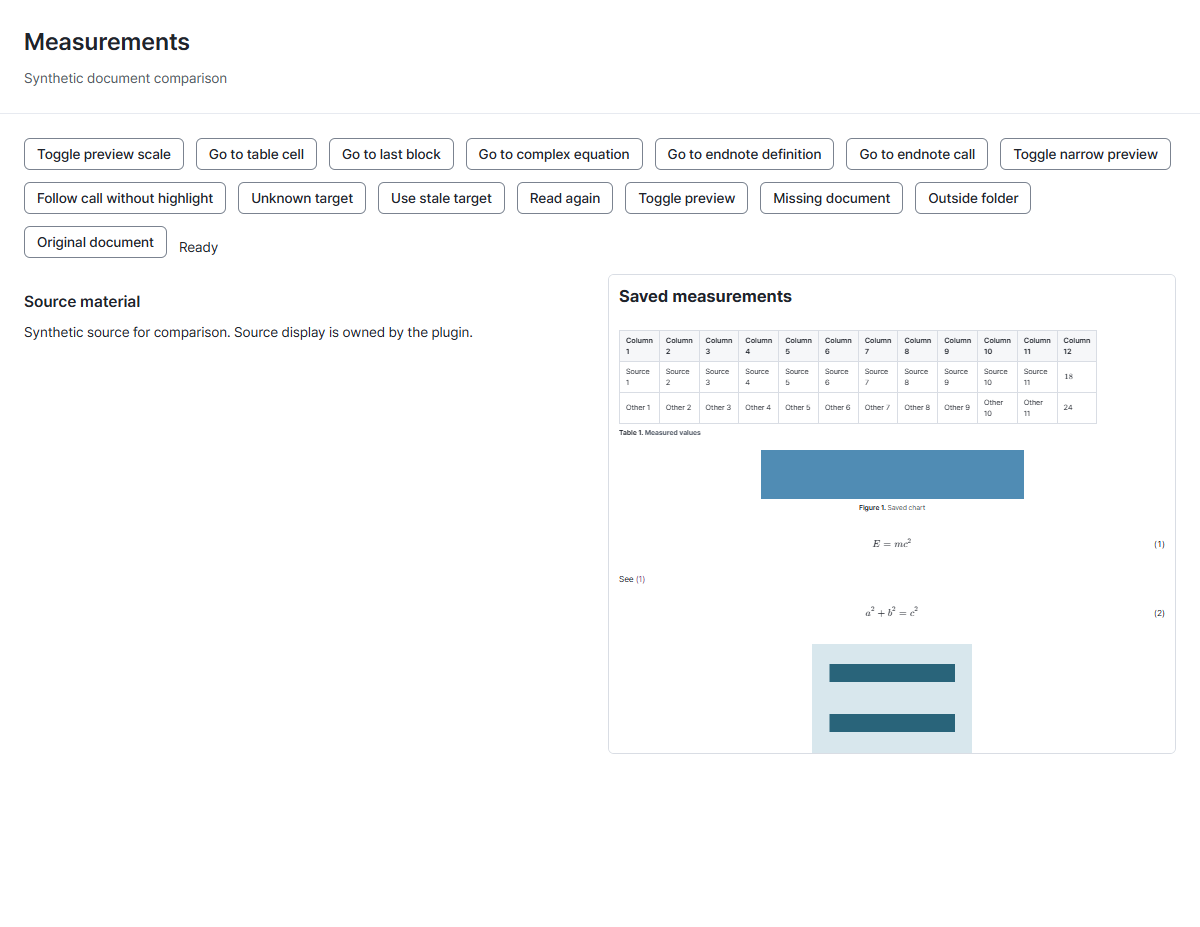 Measurements
Synthetic document comparison
Toggle preview scale Go to table cell Go to last block Go to complex equation Go to endnote definition Go to endnote call Toggle narrow preview
Follow call without highlight Unknown target Use stale target Read again Toggle preview Missing document Outside folder
Original document Ready
Source material
Synthetic source for comparison. Source display is owned by the plugin.
Saved measurements
Column 1 Column 2 Column 3 Column 4 Column 5 Column 6 Column 7 Column 8 Column 9 Column 10 Column 11 Column 12
Source 1 Source 2 Source 3 Source 4 Source 5 Source 6 Source 7 Source 8 Source 9 Source 10 Source 11 18
Other 1 Other 2 Other 3 Other 4 Other 5 Other 6 Other 7 Other 8 Other 9 Other 10 Other 11 24
Table 1. Measured values
Figure 1. Saved chart
E = mc² (1)
See (1)
a² + b² = c² (2)